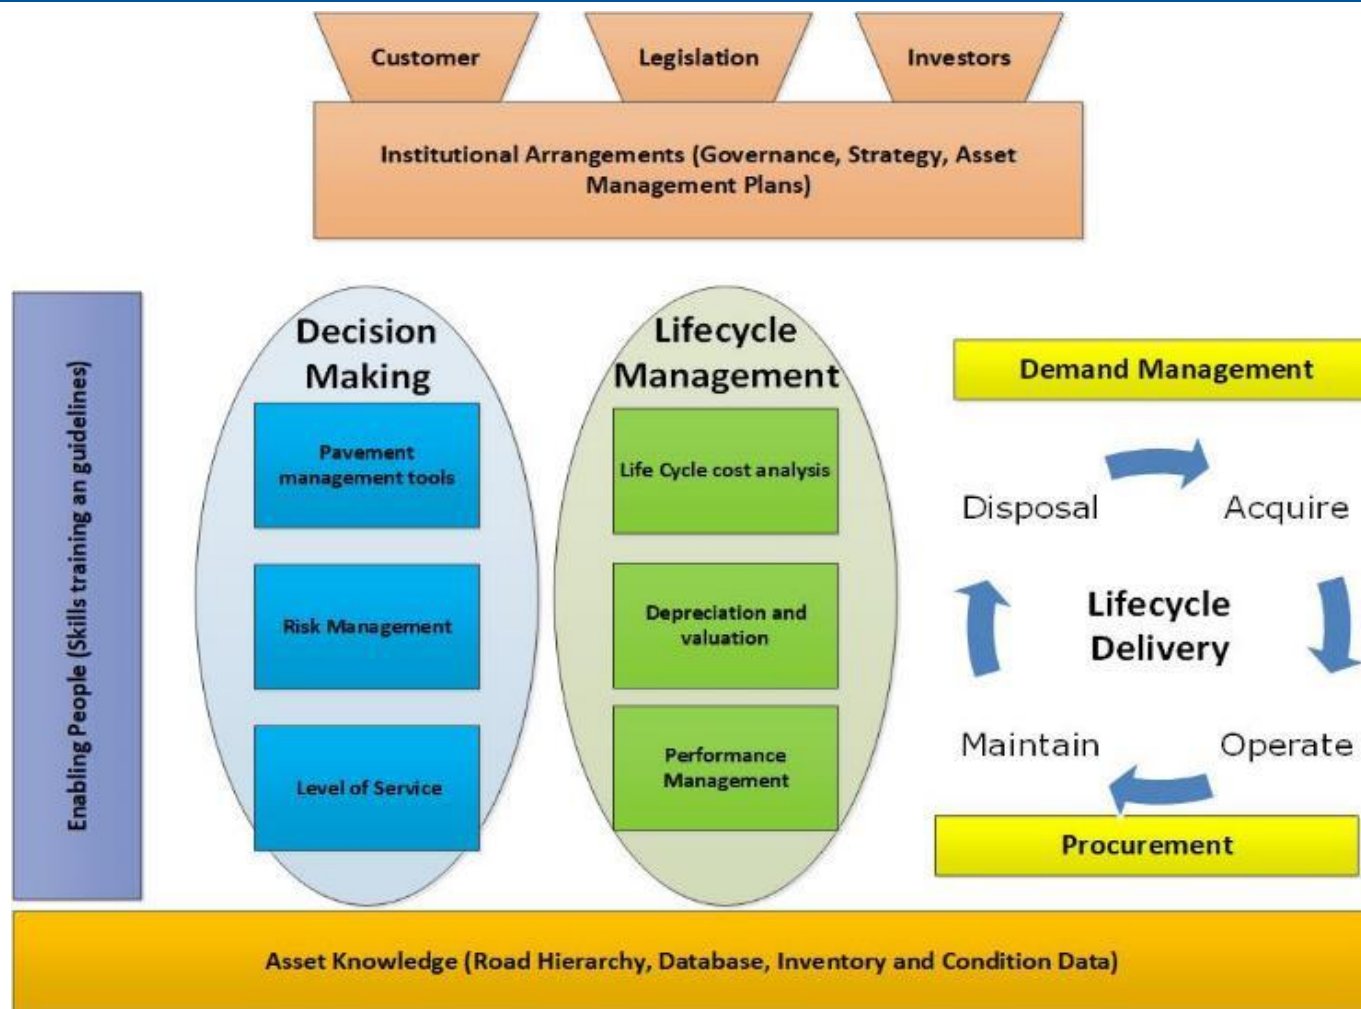 Customer
Legislation
Investors
Institutional Arrangements (Governance, Strategy, Asset
Management Plans)
Enabling People (Skills training an guidelines)
Decision
Making
Pavement
management tools
Risk Management
Level of Service
Lifecycle
Management
Life Cycle cost analysis
Depreciation and
valuation
Performance
Management
Demand Management
Disposal
Acquire
Lifecycle
Delivery
Maintain
Operate
Procurement
Asset Knowledge (Road Hierarchy, Database, Inventory and Condition Data)